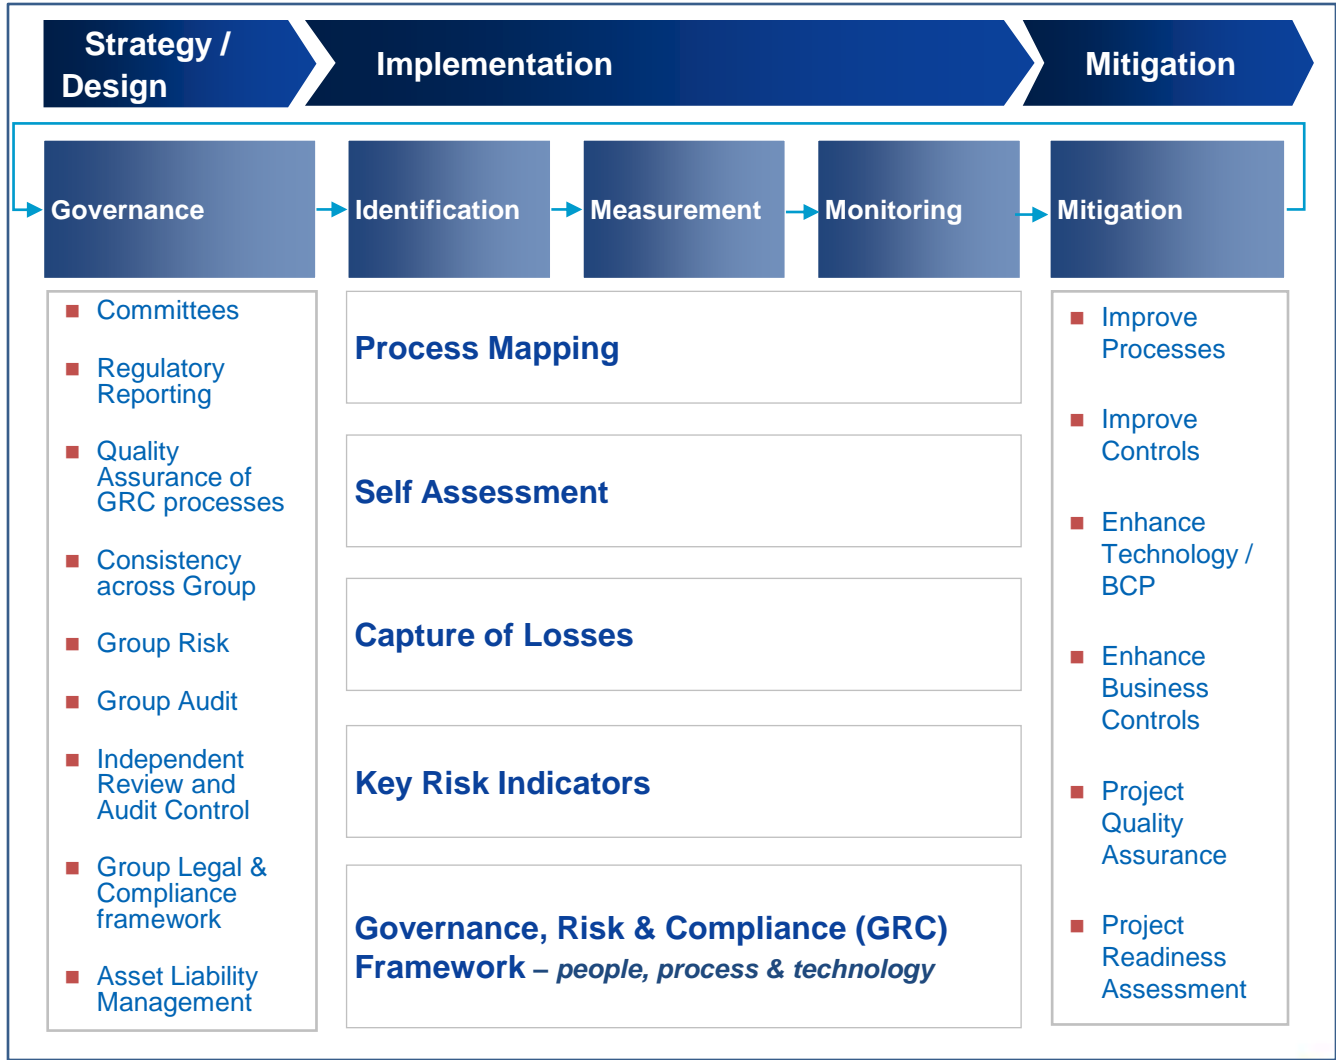 Strategy /
Design
Implementation
Mitigation
Governance
Identification
Measurement
Monitoring
Mitigation
Committees
Regulatory
Reporting
Quality
Assurance of
GRC processes
Consistency
across Group
Group Risk
Group Audit
Independent
Review and
Audit Control
Group Legal &
Compliance
framework
Asset Liability
Management
Process Mapping
Self Assessment
Capture of Losses
Key Risk Indicators
Governance, Risk & Compliance (GRC)
Framework – people, process & technology
Improve
Processes
Improve
Controls
Enhance
Technology /
BCP
Enhance
Business
Controls
Project
Quality
Assurance
Project
Readiness
Assessment